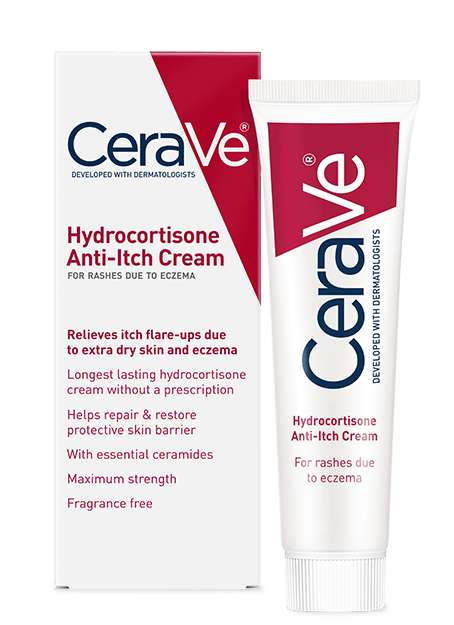 CeraVe®
DEVELOPED WITH DERMATOLOGISTS
Hydrocortisone
Anti-Itch Cream
FOR RASHES DUE TO ECZEMA
Relieves itch flare-ups due
to extra dry skin and eczema
Longest lasting hydrocortisone
cream without a prescription
Helps repair & restore
protective skin barrier
With essential ceramides
Maximum strength
Fragrance free
CeraVe®
DEVELOPED WITH DERMATOLOGISTS
Hydrocortisone
Anti-Itch Cream
For rashes due
to eczema